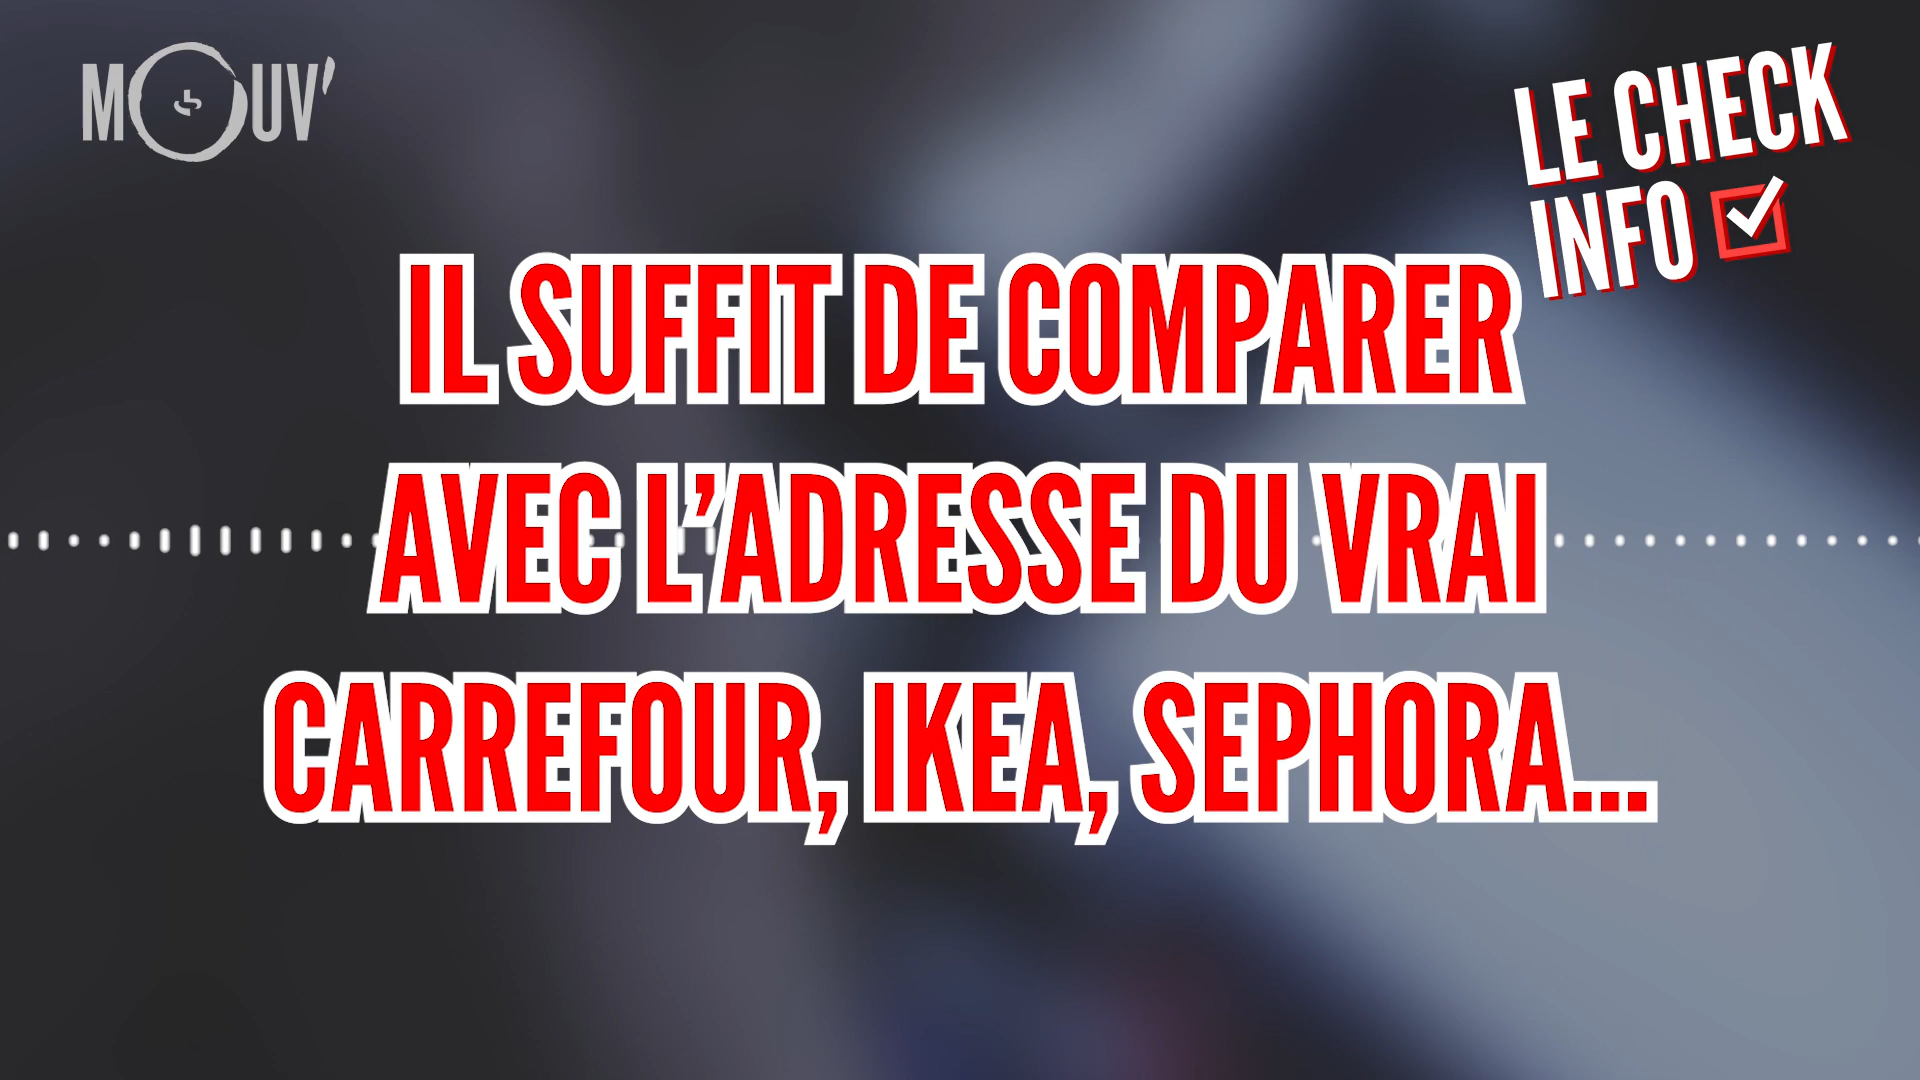 MOUV'
LE CHECK
INFO
IL SUFFIT DE COMPARER
AVEC L’ADRESSE DU VRAI
CARREFOUR, IKEA, SEPHORA...